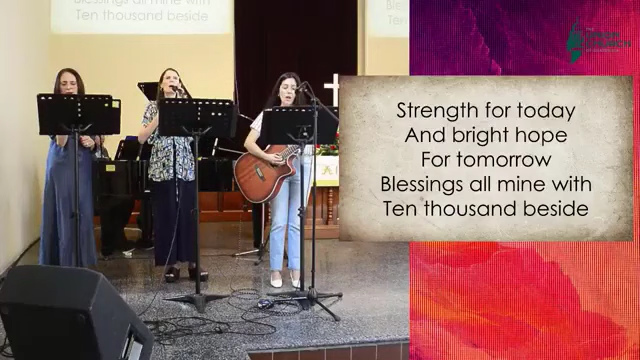 Blessings all mine with
Ten thousand beside
Strength for today
And bright hope
For tomorrow
Blessings all mine with
Ten thousand beside